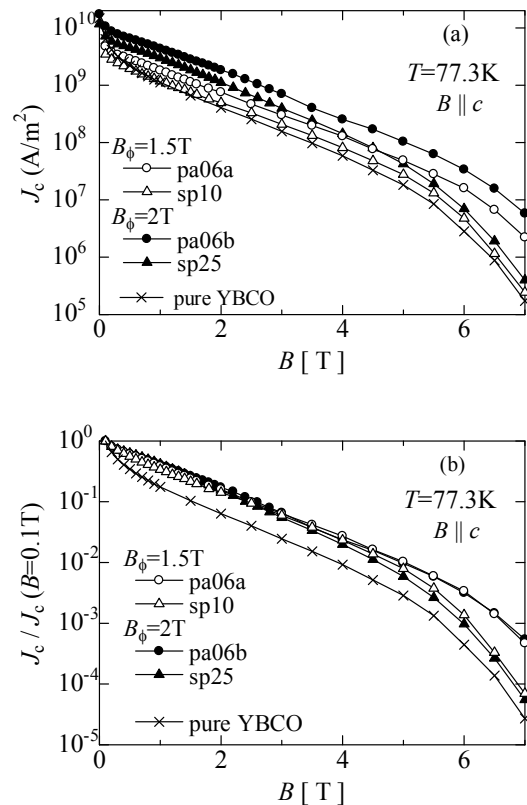 10^10
(a)
10^9
T=77.3K
B || c
J_c (A/m^2)
10^8
B_ϕ=1.5T
pa06a
10^7
sp10
B_ϕ=2T
pa06b
10^6
sp25
pure YBCO
10^5
0 2 4 6
B [ T ]
10^0
(b)
T=77.3K
10^-1
B || c
J_c / J_c (B=0.1T)
10^-2
B_ϕ=1.5T
pa06a
10^-3
sp10
B_ϕ=2T
pa06b
10^-4
sp25
pure YBCO
10^-5
0 2 4 6
B [ T ]